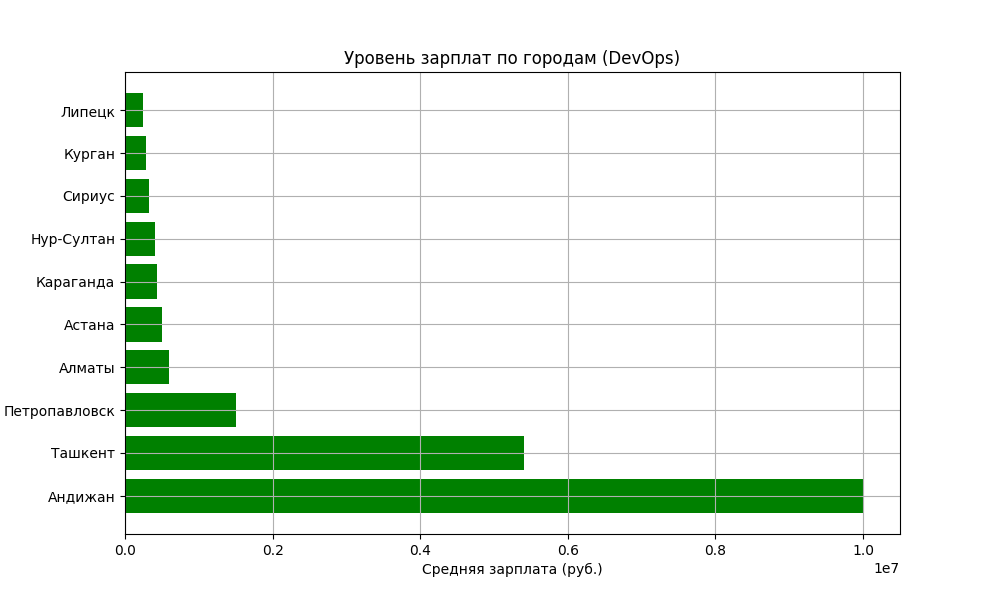 Уровень зарплат по городам (DevOps)
Липецк
Курган
Сириус
Нур-Султан
Караганда
Астана
Алматы
Петропавловск
Ташкент
Андижан
0.0 0.2 0.4 0.6 0.8 1.0
1e7
Средняя зарплата (руб.)